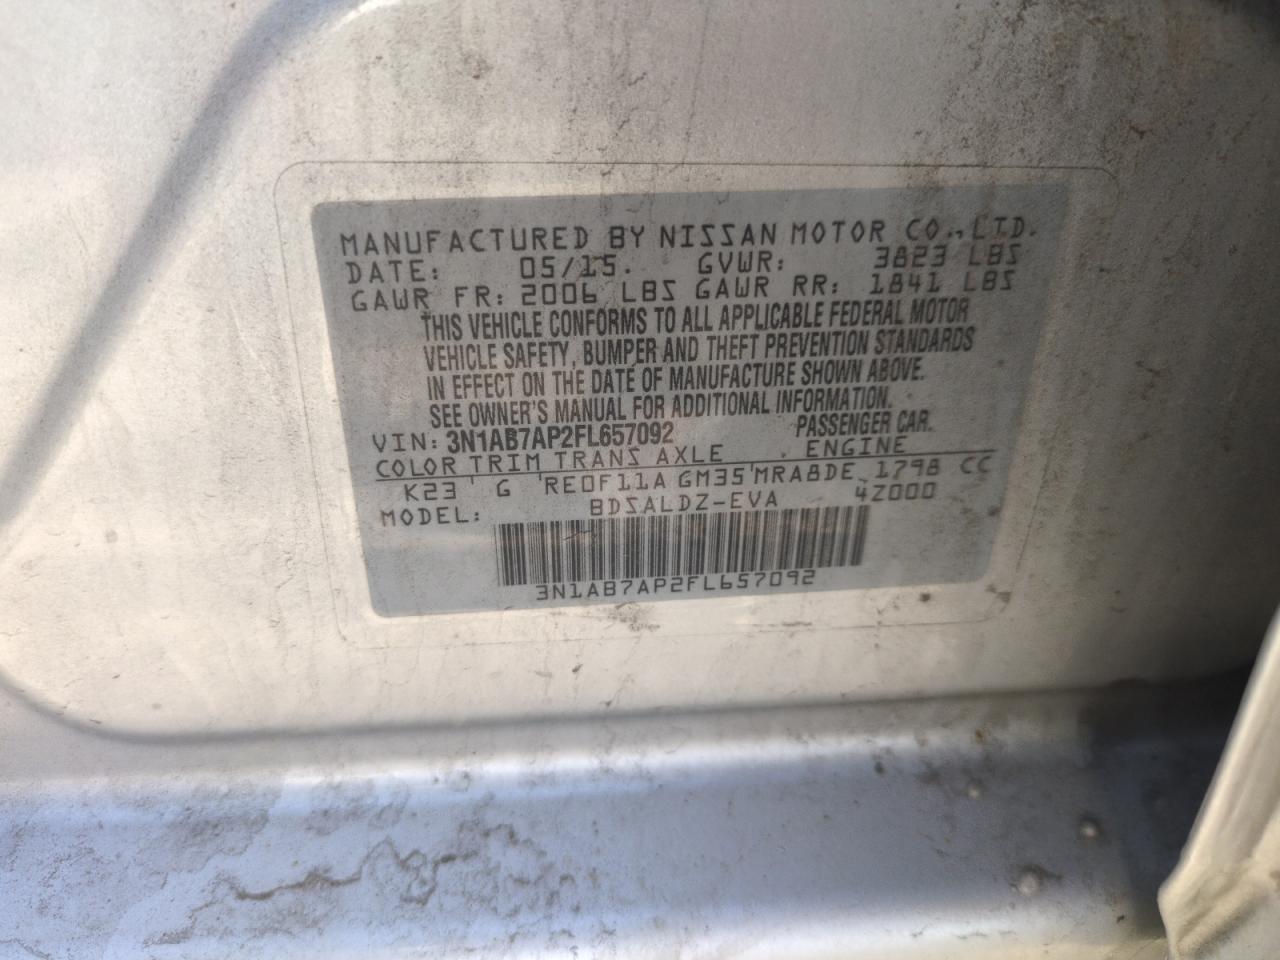 MANUFACTURED BY NISSAN MOTOR CO., LTD.
DATE: 05/15. GVWR: 3823 LBS
GAWR FR: 2006 LBS GAWR RR: 1841 LBS
THIS VEHICLE CONFORMS TO ALL APPLICABLE FEDERAL MOTOR
VEHICLE SAFETY, BUMPER AND THEFT PREVENTION STANDARDS
IN EFFECT ON THE DATE OF MANUFACTURE SHOWN ABOVE.
SEE OWNER'S MANUAL FOR ADDITIONAL INFORMATION.
VIN: 3N1AB7AP2FL657092 PASSENGER CAR.
COLOR TRIM TRANS AXLE ENGINE
K23 G RE0F11A GM35 MRA8DE 1798 CC
MODEL: BDSALDZ-EVA 4Z000
3N1AB7AP2FL657092